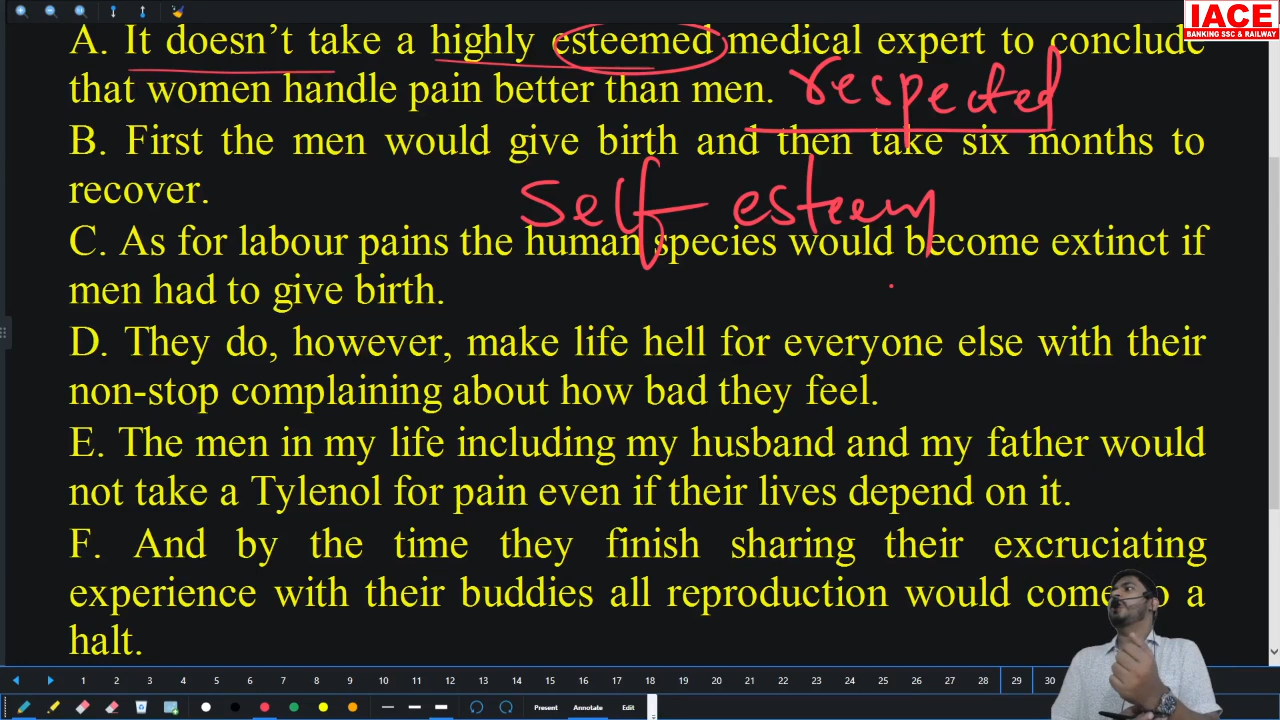 IACE
BANKING SSC & RAILWAY
A. It doesn't take a highly esteemed medical expert to conclude
that women handle pain better than men. respected
B. First the men would give birth and then take six months to
recover.
self esteem
C. As for labour pains the human species would become extinct if
men had to give birth.
D. They do, however, make life hell for everyone else with their
non-stop complaining about how bad they feel.
E. The men in my life including my husband and my father would
not take a Tylenol for pain even if their lives depend on it.
F. And by the time they finish sharing their excruciating
experience with their buddies all reproduction would come to a
halt.
1 2 3 4 5 6 7 8 9 10 11 12 13 14 15 16 17 18 19 20 21 22 23 24 25 26 27 28 29 30
Present Annotate Edit